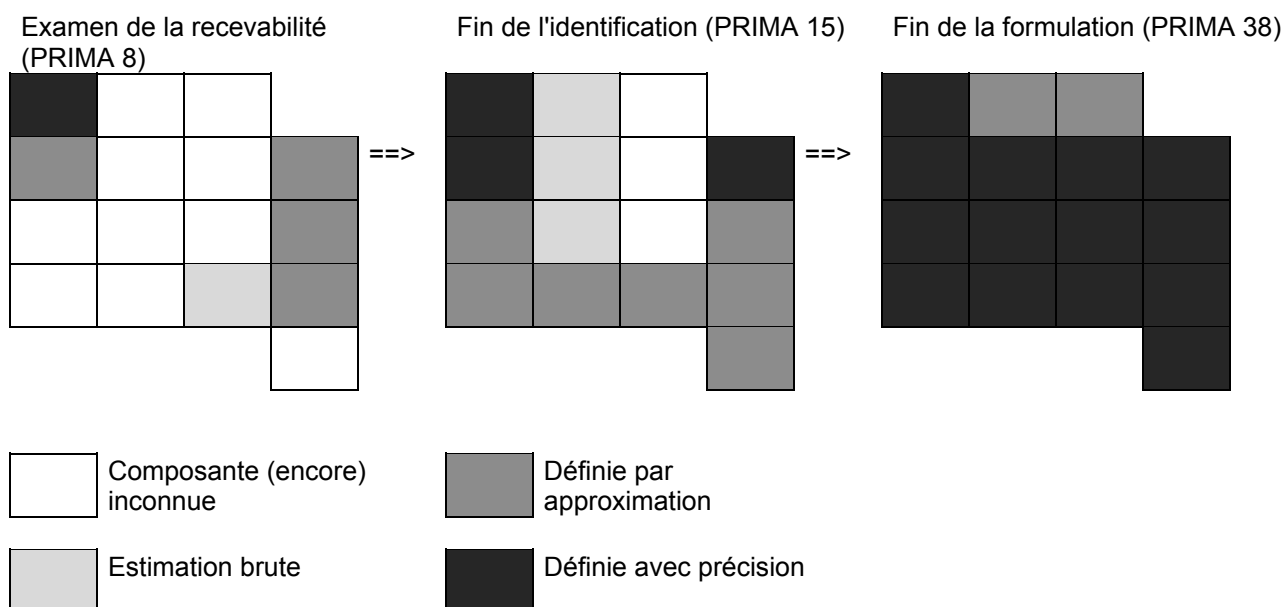 Examen de la recevabilité
(PRIMA 8)
Fin de l'identification (PRIMA 15)
Fin de la formulation (PRIMA 38)
==>
==>
Composante (encore)
inconnue
Définie par
approximation
Estimation brute
Définie avec précision